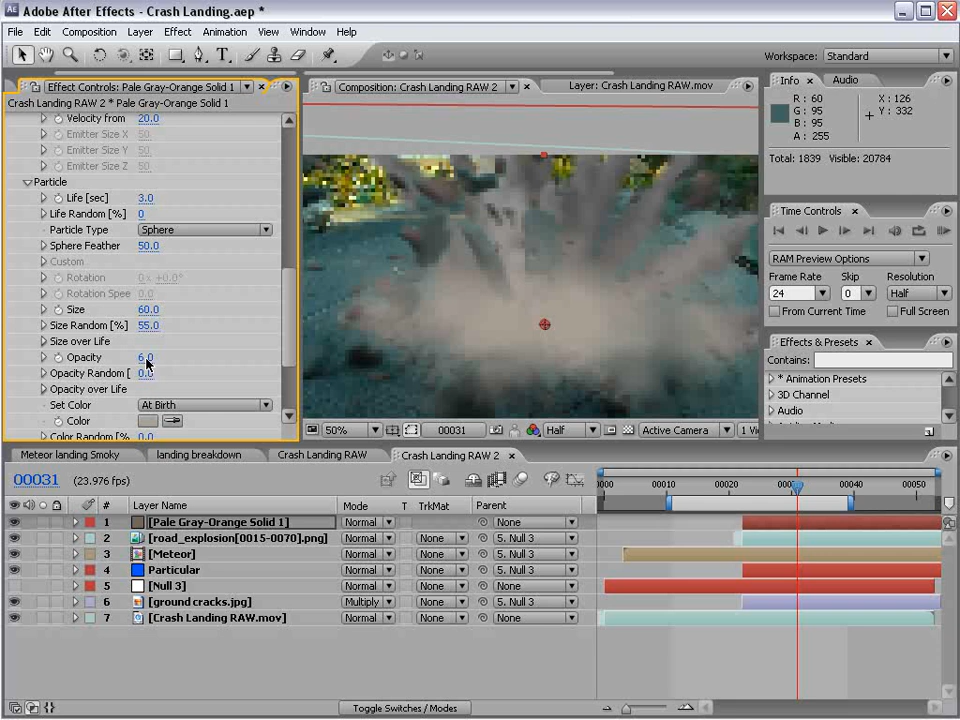 Adobe After Effects - Crash Landing.aep *
File Edit Composition Layer Effect Animation View Window Help
Workspace: Standard
Effect Controls: Pale Gray-Orange Solid 1
Crash Landing RAW 2 * Pale Gray-Orange Solid 1
Velocity from 20.0
Emitter Size X 50
Emitter Size Y 50
Emitter Size Z 50
Particle
Life [sec] 3.0
Life Random [%] 0
Particle Type Sphere
Sphere Feather 50.0
Custom
Rotation 0 x +0.0°
Rotation Spee 0.0
Size 60.0
Size Random [%] 55.0
Size over Life
Opacity 6.0
Opacity Random [ 0.0
Opacity over Life
Set Color At Birth
Color
Color Random [% 0.0
Composition: Crash Landing RAW 2
Layer: Crash Landing RAW.mov
50% 00031 Half Active Camera 1 Vi
Info Audio
R: 60 X: 126
G: 95 Y: 332
B: 95
A: 255
Total: 1839 Visible: 20784
Time Controls
RAM Preview Options
Frame Rate Skip Resolution
24 0 Half
From Current Time Full Screen
Effects & Presets
Contains:
* Animation Presets
3D Channel
Audio
Meteor landing Smoky landing breakdown Crash Landing RAW Crash Landing RAW 2
00031 (23.976 fps)
0000 00010 00020 00030 00040 00050
# Layer Name Mode T TrkMat Parent
1 [Pale Gray-Orange Solid 1] Normal None
2 [road_explosion[0015-0070].png] Normal None 5. Null 3
3 [Meteor] Normal None 5. Null 3
4 Particular Normal None 5. Null 3
5 [Null 3] Normal None None
6 [ground cracks.jpg] Multiply None 5. Null 3
7 [Crash Landing RAW.mov] Normal None None
Toggle Switches / Modes